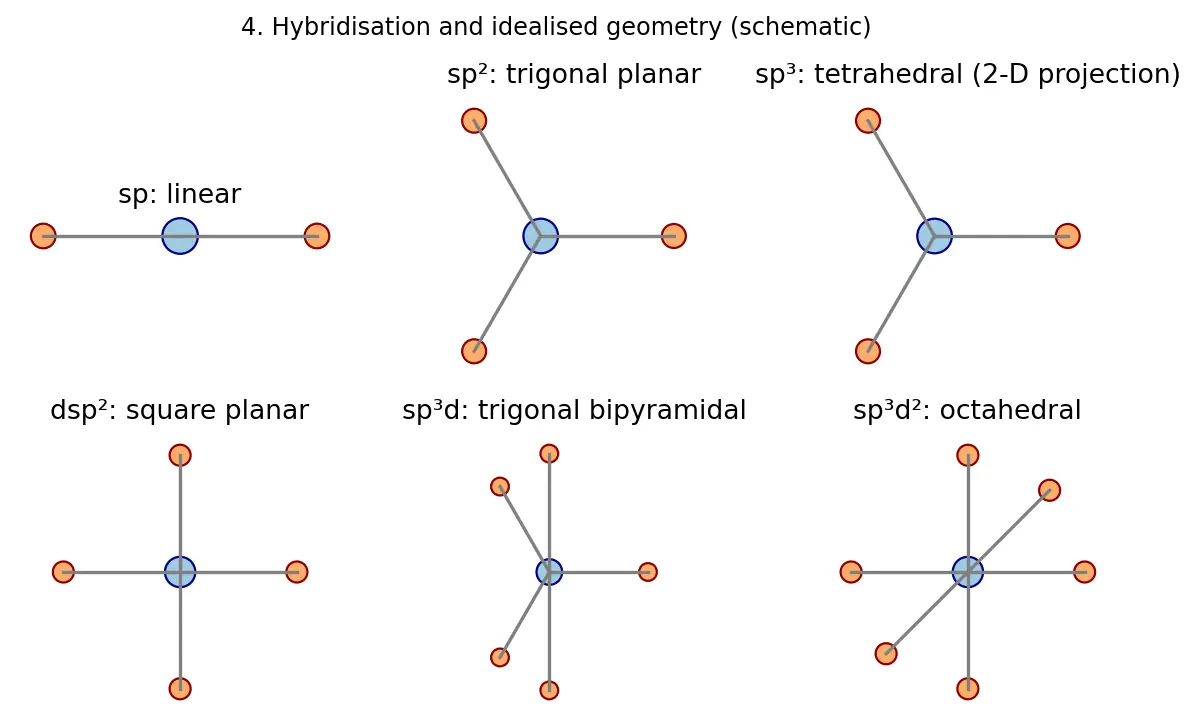 4. Hybridisation and idealised geometry (schematic)
sp²: trigonal planar
sp³: tetrahedral (2-D projection)
sp: linear
dsp²: square planar
sp³d: trigonal bipyramidal
sp³d²: octahedral